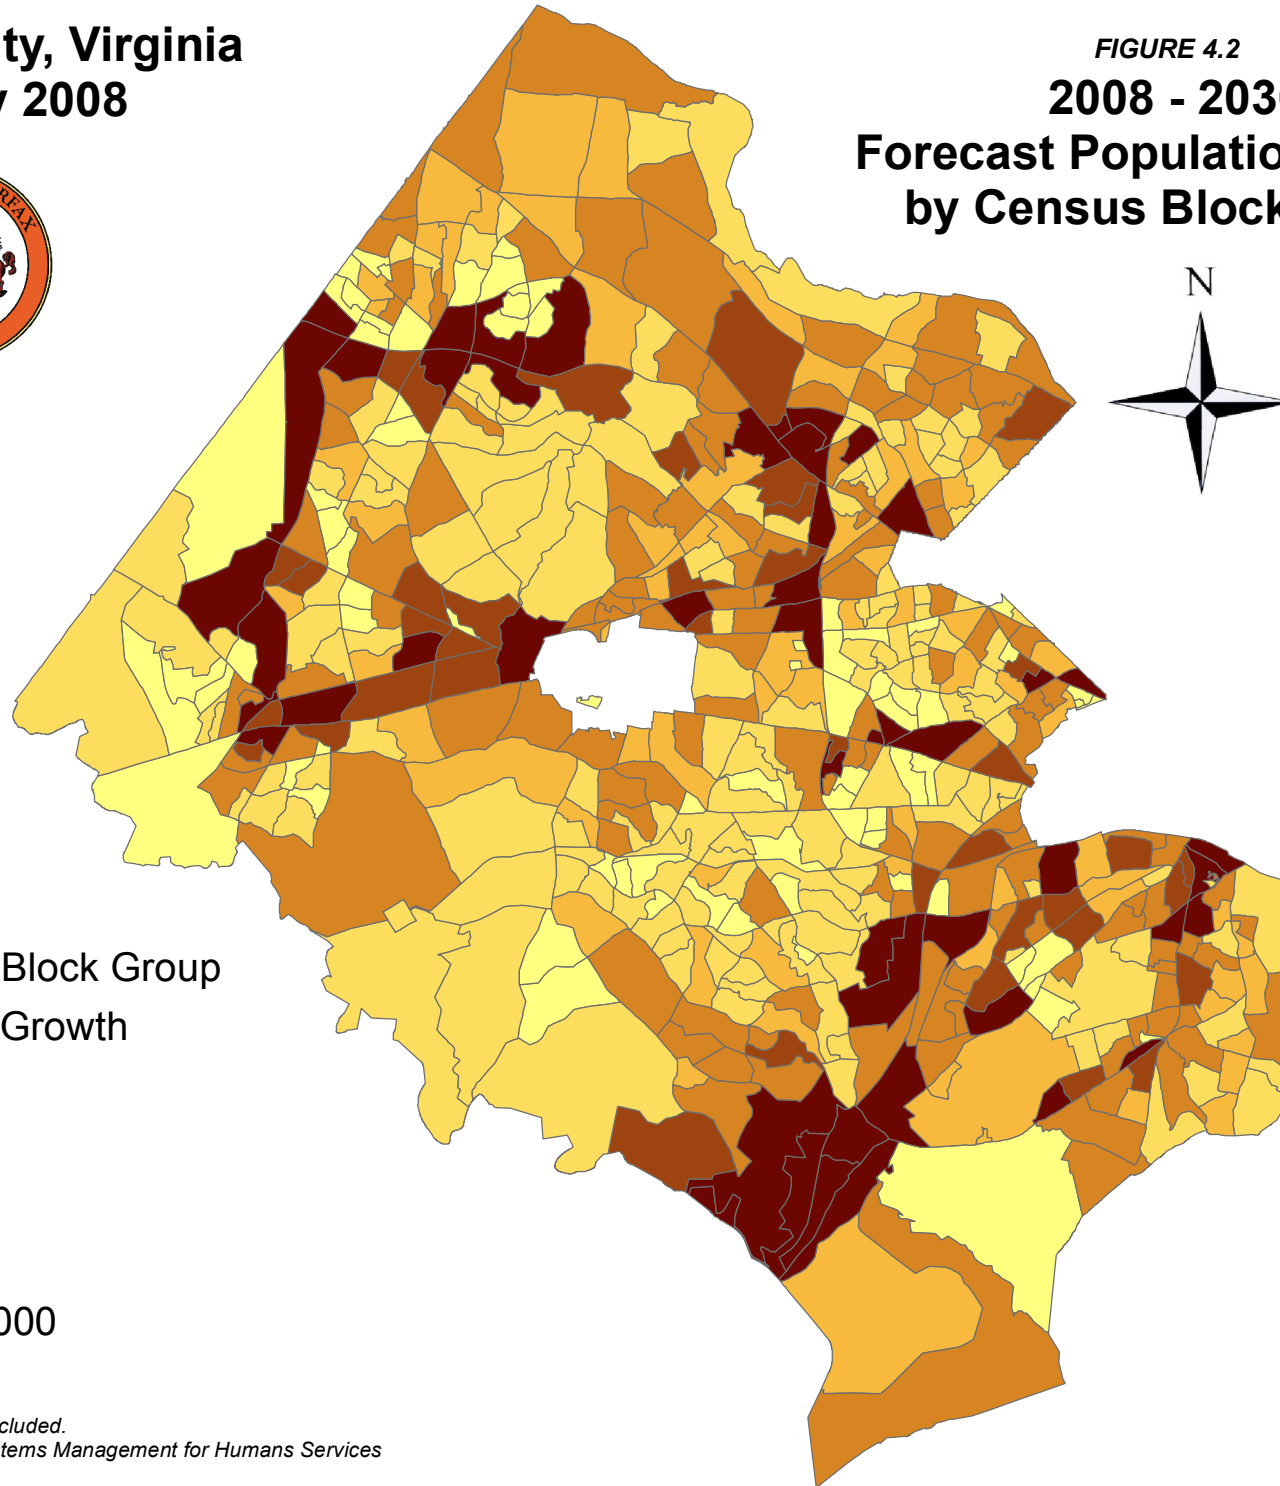 ty, Virginia
y 2008
FIGURE 4.2
2008 - 203
Forecast Populatio
by Census Block
RFAX
N
Block Group
Growth
000
cluded.
tems Management for Humans Services